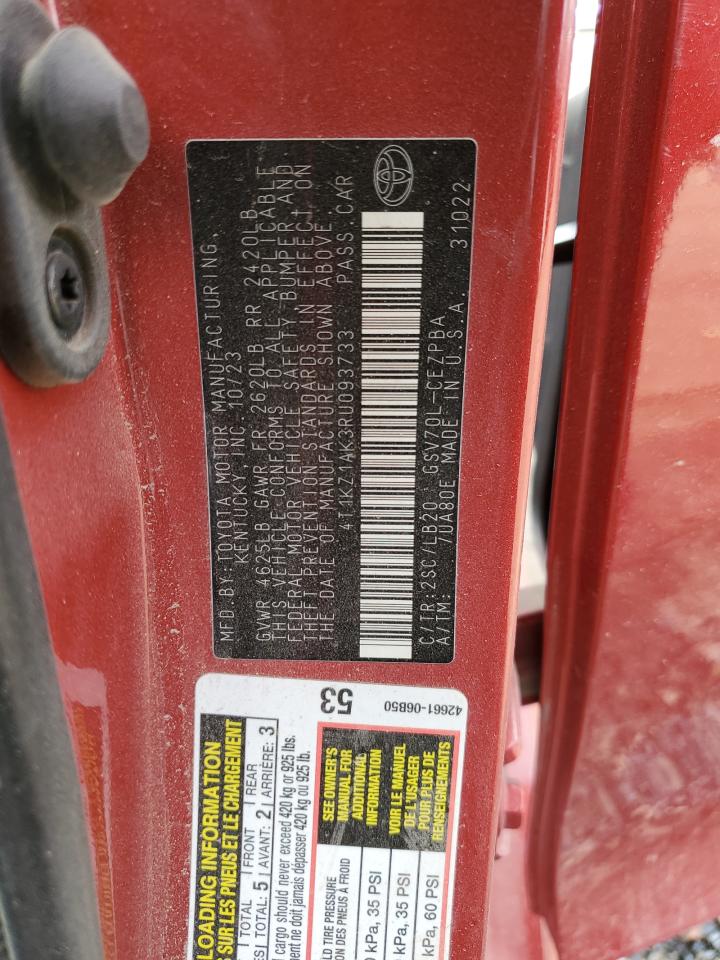 MFD. BY: TOYOTA MOTOR MANUFACTURING,
KENTUCKY, INC. 10/23
GVWR 4625LB GAWR FR 2620LB RR 2420LB
THIS VEHICLE CONFORMS TO ALL APPLICABLE
FEDERAL MOTOR VEHICLE SAFETY BUMPER AND
THEFT PREVENTION STANDARDS IN EFFECT ON
THE DATE OF MANUFACTURE SHOWN ABOVE.
4T1KZ1AK3RU093733 PASS. CAR
C/TR:2SC/LB20 GSV70L-CEZPBA
A/TM: /UA80E MADE IN U.S.A. 31022
LOADING INFORMATION
SUR LES PNEUS ET LE CHARGEMENT
TOTAL FRONT REAR
TOTAL: 5 AVANT: 2 ARRIÈRE: 3
cargo should never exceed 420 kg or 925 lbs.
ne doit jamais dépasser 420 kg ou 925 lb.
TIRE PRESSURE
DES PNEUS À FROID
kPa, 35 PSI
kPa, 35 PSI
kPa, 60 PSI
SEE OWNER'S
MANUAL FOR
ADDITIONAL
INFORMATION
VOIR LE MANUEL
DE L'USAGER
POUR PLUS DE
RENSEIGNEMENTS
53
42661-06B50